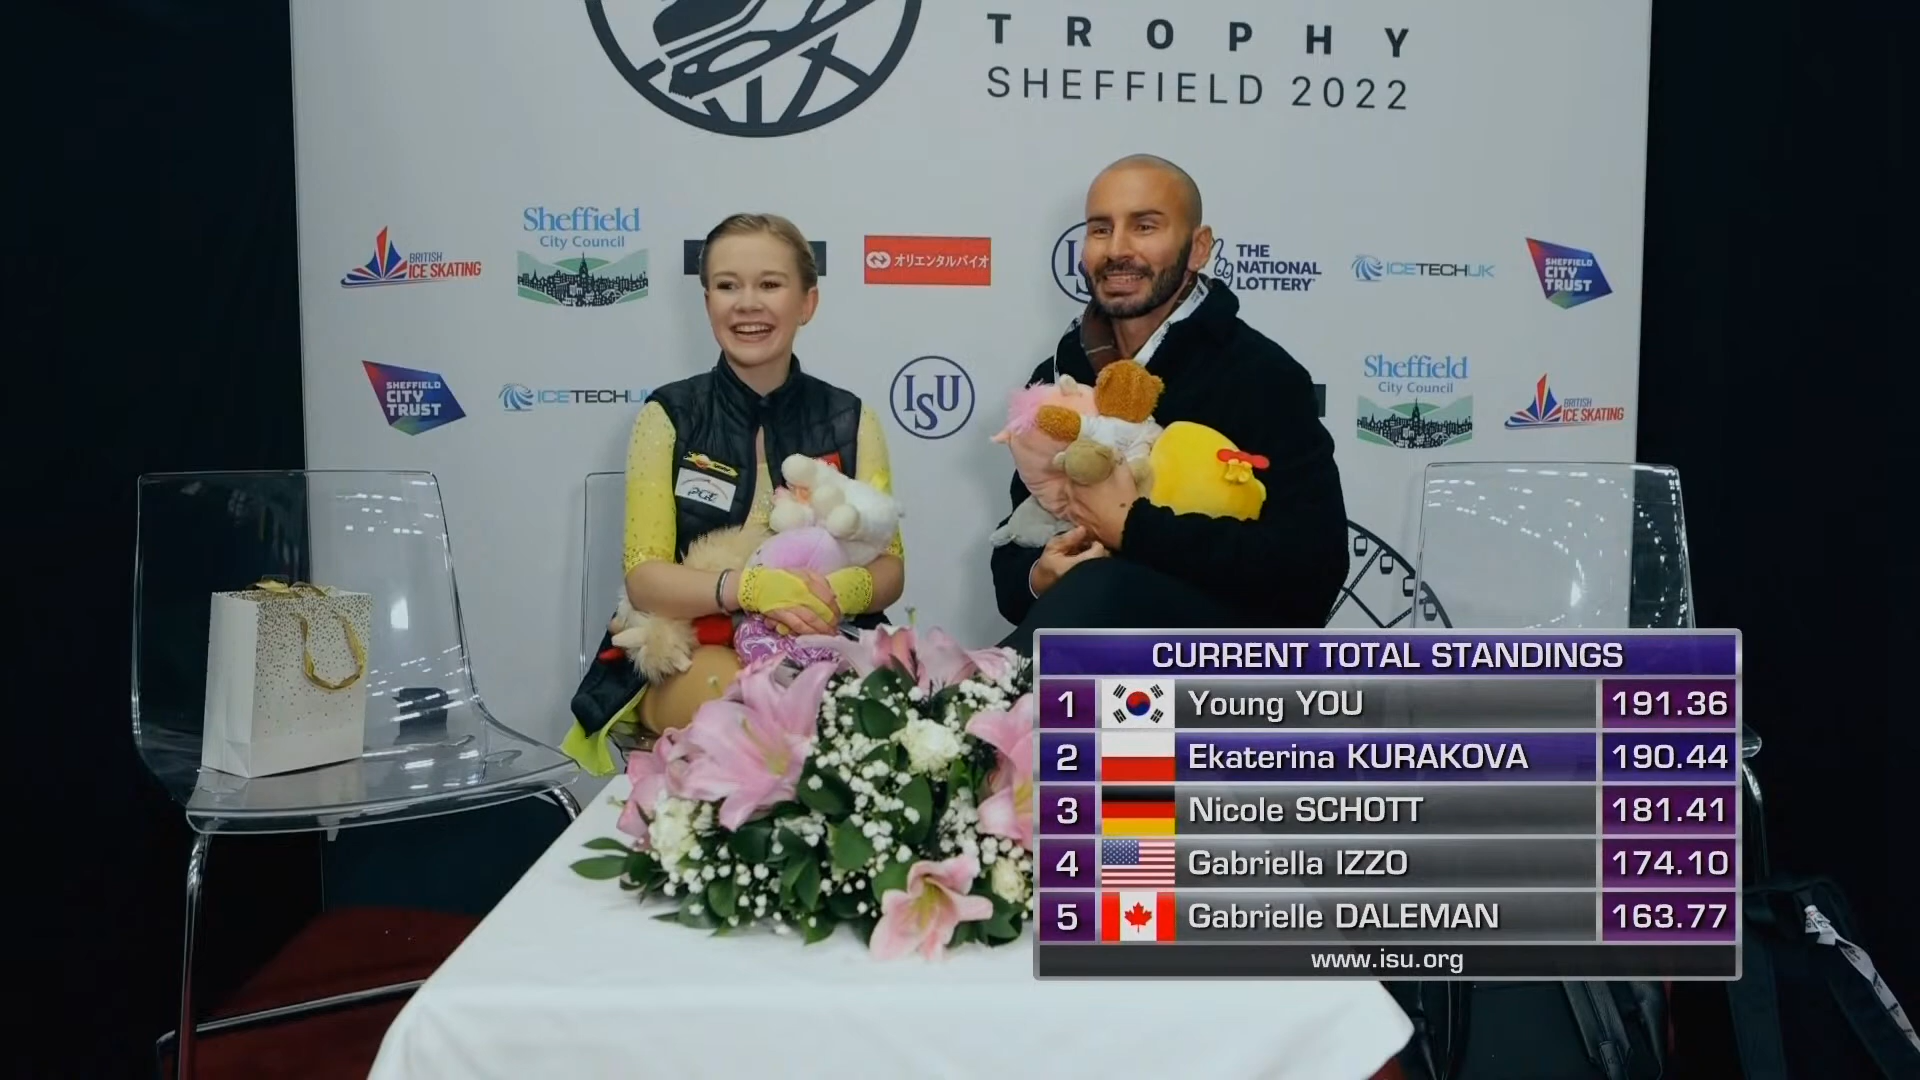 TROPHY
SHEFFIELD 2022
BRITISH
ICE SKATING
Sheffield
City Council
オリエンタルバイオ
THE
NATIONAL
LOTTERY
ICETECHUK
SHEFFIELD
CITY
TRUST
SHEFFIELD
CITY
TRUST
ICETECHU
ISU
Sheffield
City Council
BRITISH
ICE SKATING
PGE
CURRENT TOTAL STANDINGS
1 Young YOU 191.36
2 Ekaterina KURAKOVA 190.44
3 Nicole SCHOTT 181.41
4 Gabriella IZZO 174.10
5 Gabrielle DALEMAN 163.77
www.isu.org